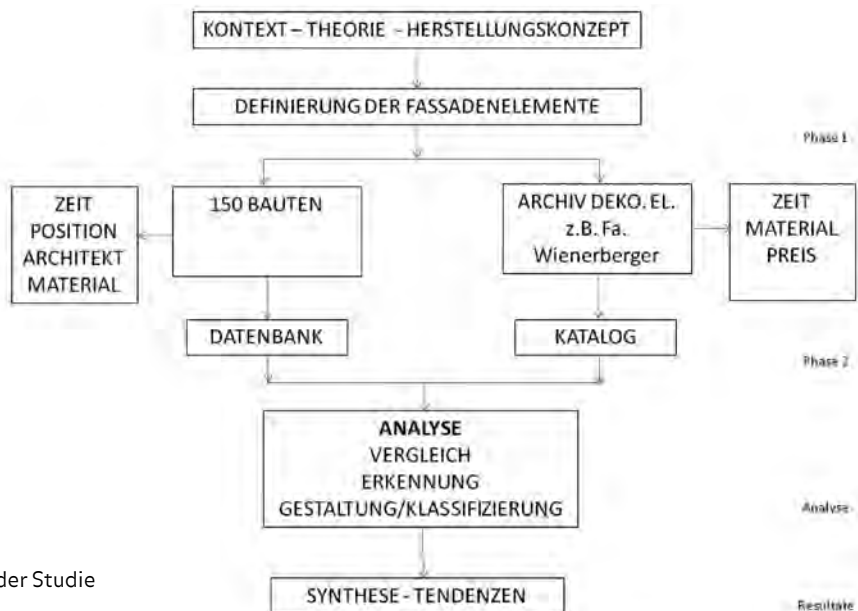 KONTEXT – THEORIE - HERSTELLUNGSKONZEPT
DEFINIERUNG DER FASSADENELEMENTE
Phase 1
ZEIT
POSITION
ARCHITEKT
MATERIAL
150 BAUTEN
ARCHIV DEKO. EL.
z.B. Fa.
Wienerberger
ZEIT
MATERIAL
PREIS
DATENBANK
KATALOG
Phase 2
ANALYSE
VERGLEICH
ERKENNUNG
GESTALTUNG/KLASSIFIZIERUNG
Analyse
der Studie
SYNTHESE - TENDENZEN
Resultate